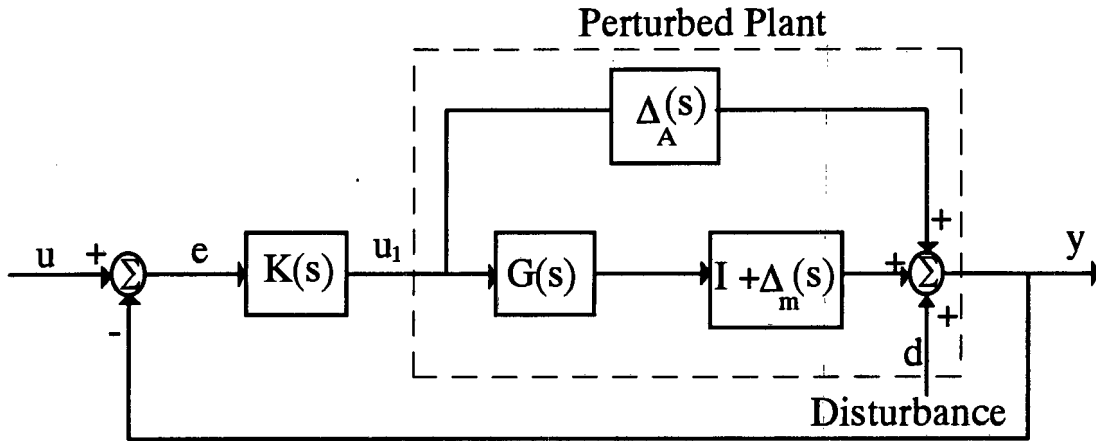 Perturbed Plant
Δ_A(s)
+
u + Σ e K(s) u₁ G(s) I + Δ_m(s) + Σ y
- +
d
Disturbance